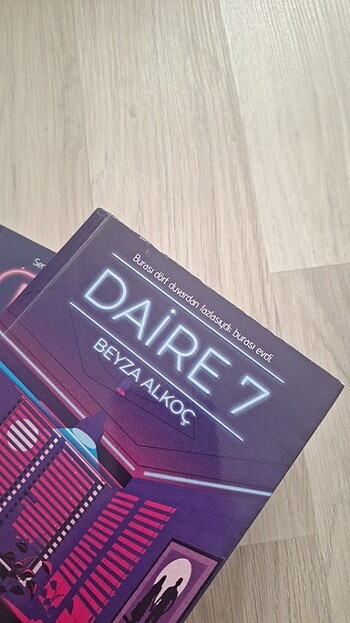 Burası dört duvardan fazlasıydı; burası evdi.
DAİRE 7
BEYZA ALKOÇ